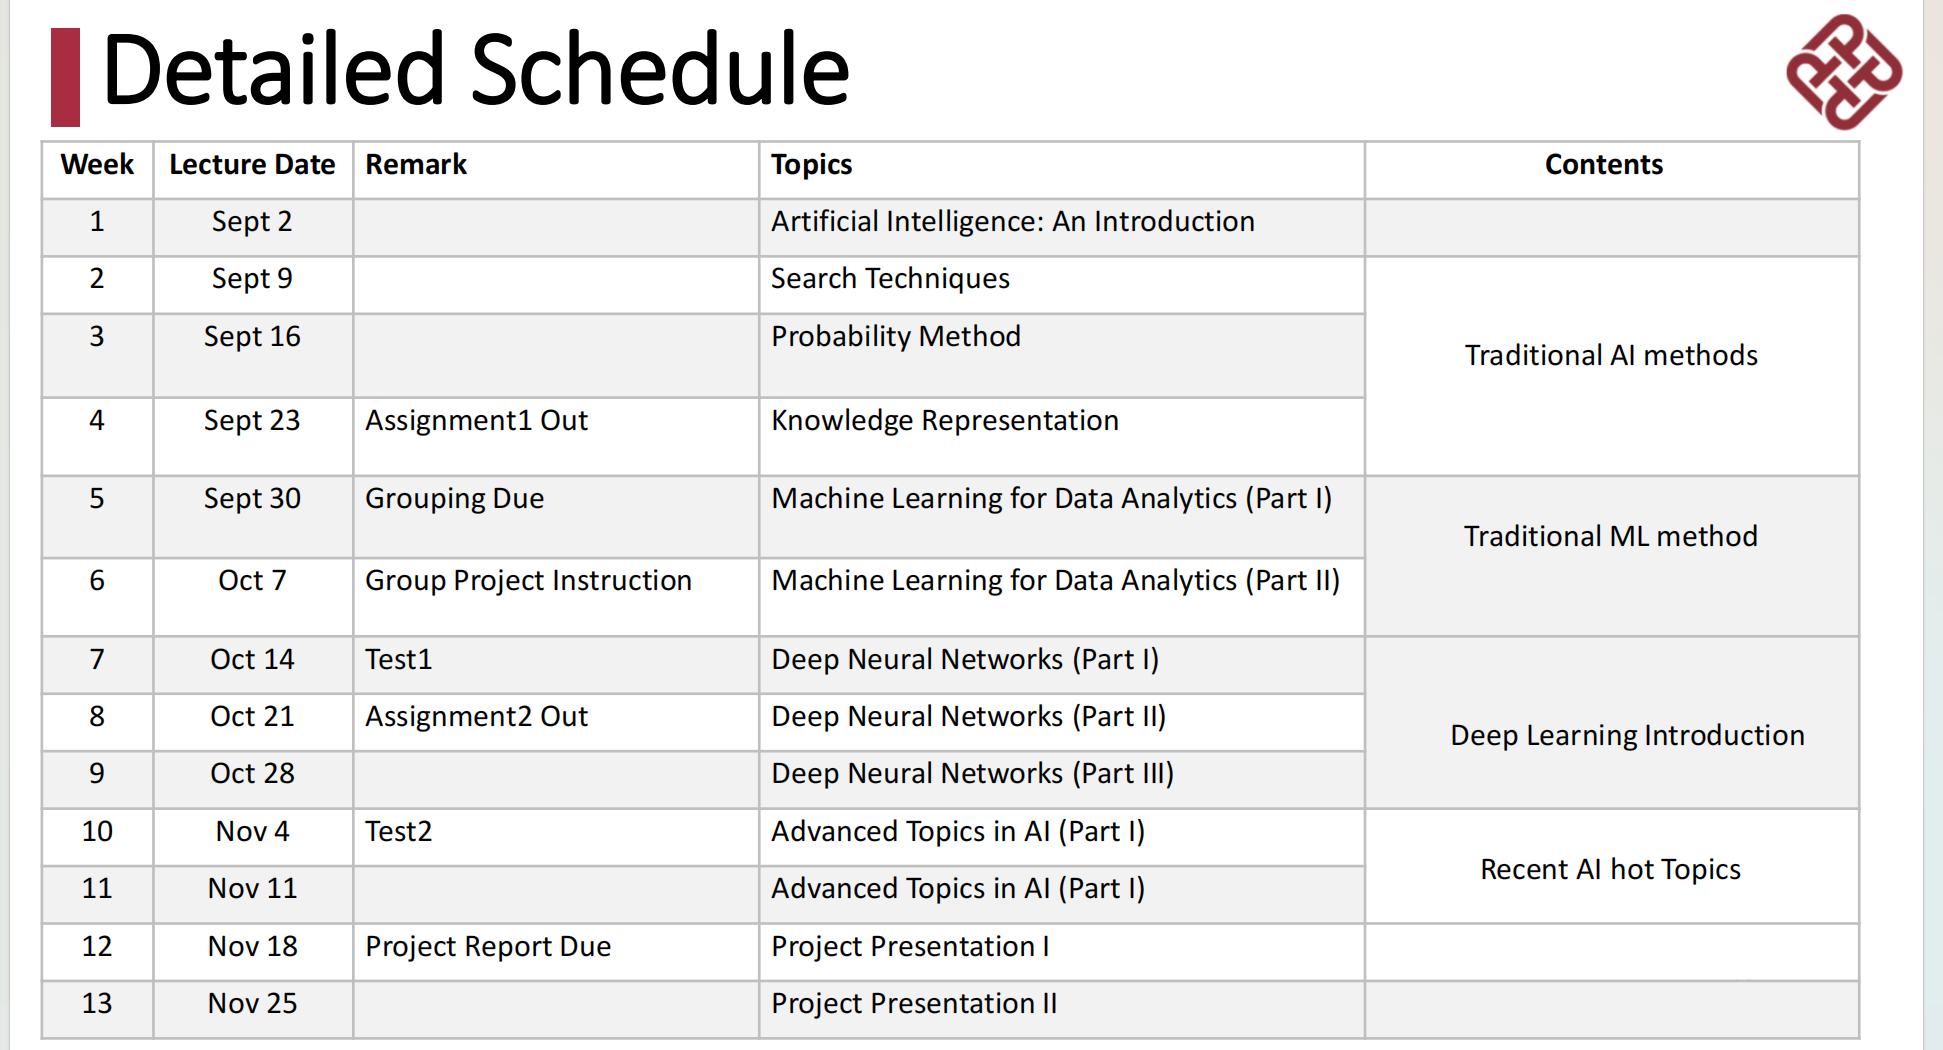 Detailed Schedule
Week Lecture Date Remark Topics Contents
1 Sept 2 Artificial Intelligence: An Introduction
2 Sept 9 Search Techniques
3 Sept 16 Probability Method
Traditional AI methods
4 Sept 23 Assignment1 Out Knowledge Representation
5 Sept 30 Grouping Due Machine Learning for Data Analytics (Part I)
Traditional ML method
6 Oct 7 Group Project Instruction Machine Learning for Data Analytics (Part II)
7 Oct 14 Test1 Deep Neural Networks (Part I)
8 Oct 21 Assignment2 Out Deep Neural Networks (Part II)
Deep Learning Introduction
9 Oct 28 Deep Neural Networks (Part III)
10 Nov 4 Test2 Advanced Topics in AI (Part I)
Recent AI hot Topics
11 Nov 11 Advanced Topics in AI (Part I)
12 Nov 18 Project Report Due Project Presentation I
13 Nov 25 Project Presentation II